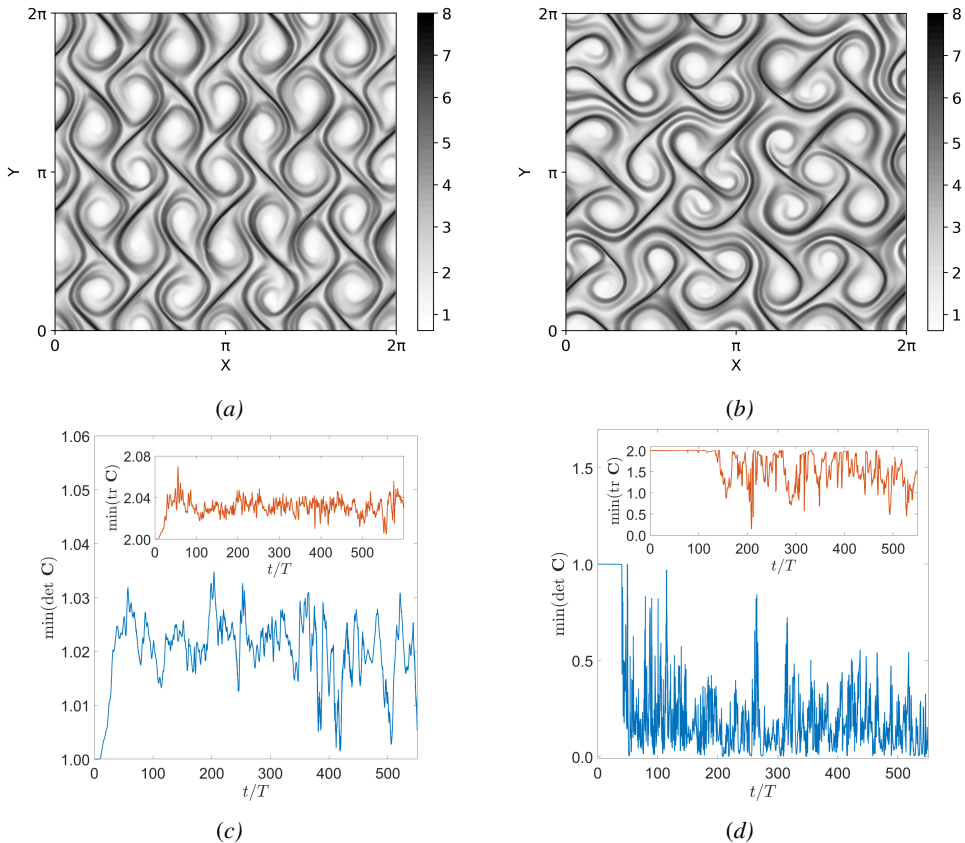 2π
π
0
Y
0
π
2π
X
8
7
5
4
3
2
1
(a)
2π
π
0
Y
0
π
2π
X
8
7
5
4
3
2
1
(b)
1.06
1.05
1.04
1.03
1.02
1.01
1.00
min(det C)
0 100 200 300 400 500
t/T
2.08
2.04
2.00
min(tr C)
0 100 200 300 400 500
t/T
(c)
1.5
1.0
0.5
0.0
min(det C)
0 100 200 300 400 500
t/T
2.0
1.5
1.0
0.5
0.0
min(tr C)
0 100 200 300 400 500
t/T
(d)